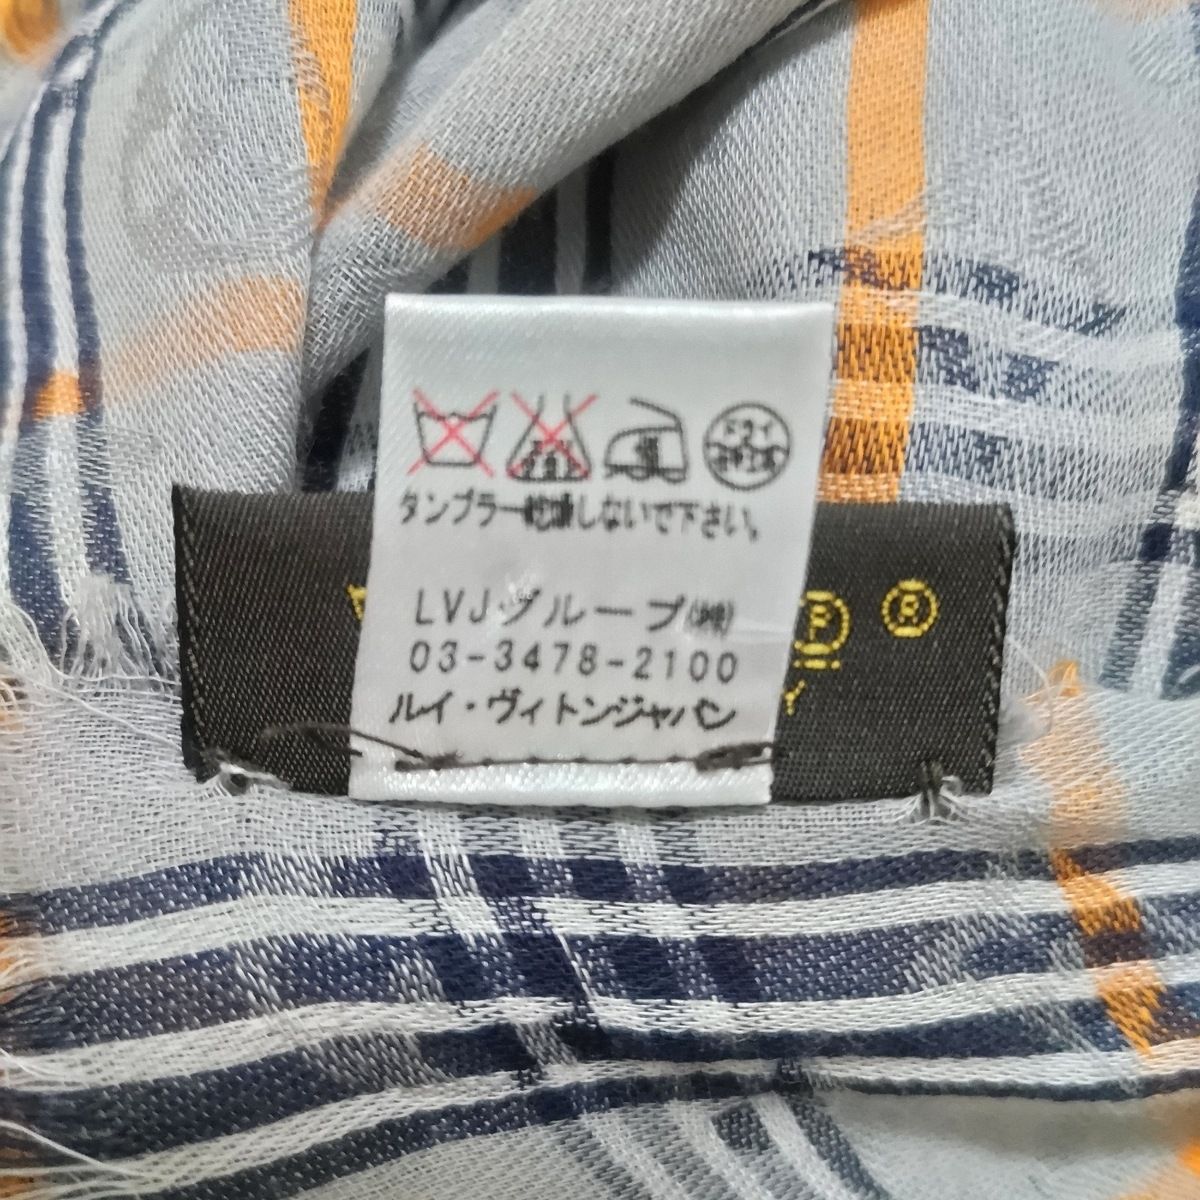 ドライ
タンブラー乾燥しないで下さい。
LVJグループ㈱
03-3478-2100
ルイ・ヴィトンジャパン
P ®
Y